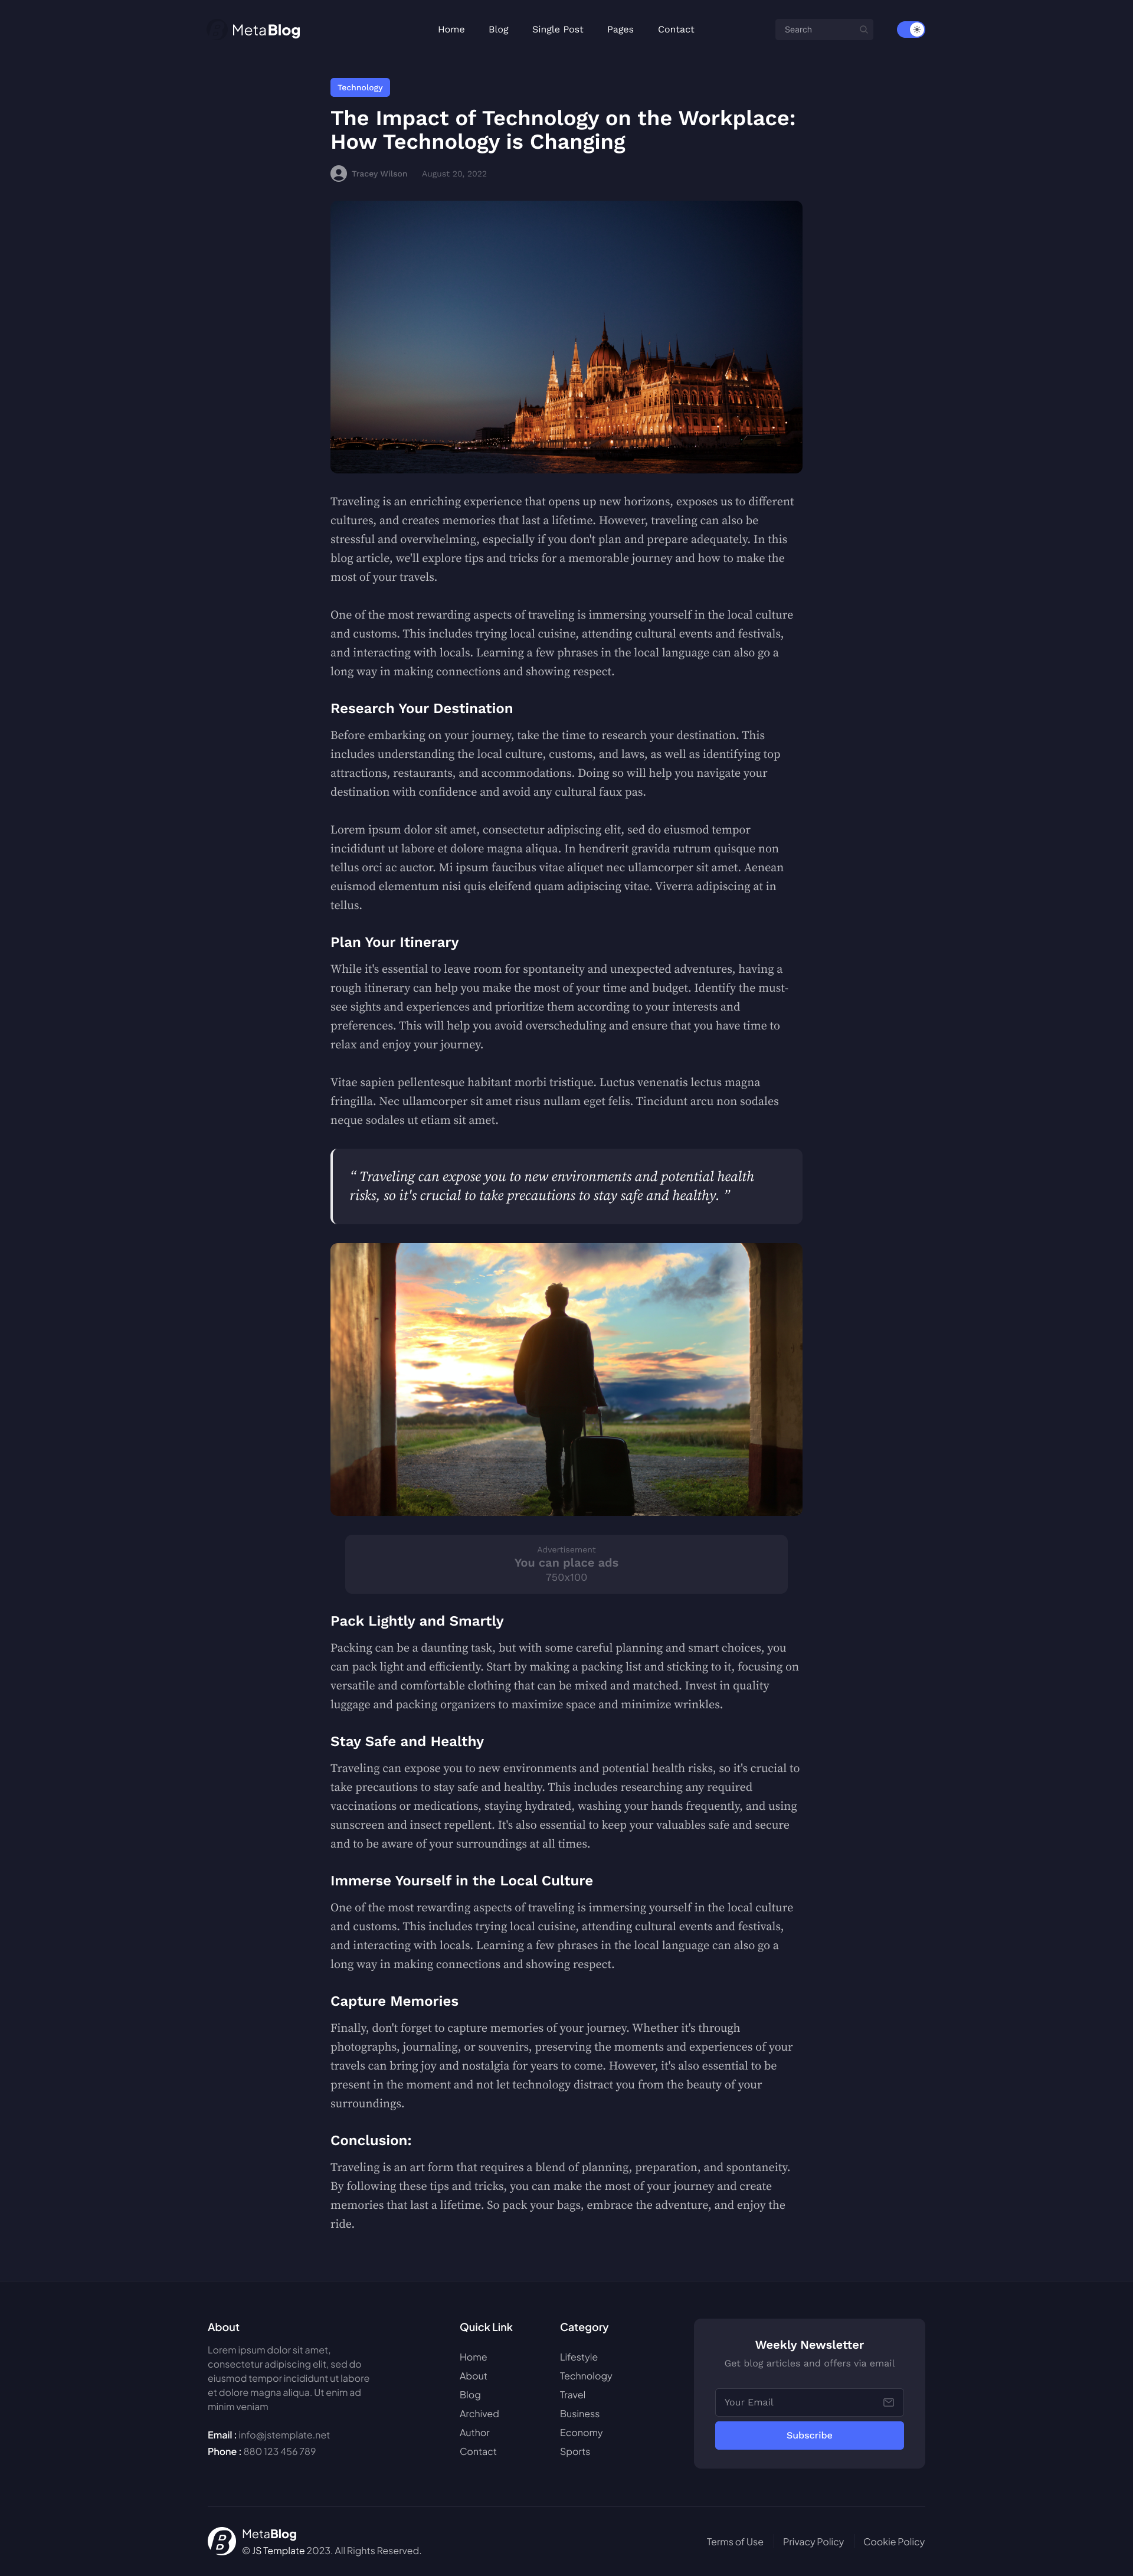 MetaBlog
Home Blog Single Post Pages Contact
Search
Technology
The Impact of Technology on the Workplace:
How Technology is Changing
Tracey Wilson August 20, 2022
Traveling is an enriching experience that opens up new horizons, exposes us to different
cultures, and creates memories that last a lifetime. However, traveling can also be
stressful and overwhelming, especially if you don't plan and prepare adequately. In this
blog article, we'll explore tips and tricks for a memorable journey and how to make the
most of your travels.
One of the most rewarding aspects of traveling is immersing yourself in the local culture
and customs. This includes trying local cuisine, attending cultural events and festivals,
and interacting with locals. Learning a few phrases in the local language can also go a
long way in making connections and showing respect.
Research Your Destination
Before embarking on your journey, take the time to research your destination. This
includes understanding the local culture, customs, and laws, as well as identifying top
attractions, restaurants, and accommodations. Doing so will help you navigate your
destination with confidence and avoid any cultural faux pas.
Lorem ipsum dolor sit amet, consectetur adipiscing elit, sed do eiusmod tempor
incididunt ut labore et dolore magna aliqua. In hendrerit gravida rutrum quisque non
tellus orci ac auctor. Mi ipsum faucibus vitae aliquet nec ullamcorper sit amet. Aenean
euismod elementum nisi quis eleifend quam adipiscing vitae. Viverra adipiscing at in
tellus.
Plan Your Itinerary
While it's essential to leave room for spontaneity and unexpected adventures, having a
rough itinerary can help you make the most of your time and budget. Identify the must-
see sights and experiences and prioritize them according to your interests and
preferences. This will help you avoid overscheduling and ensure that you have time to
relax and enjoy your journey.
Vitae sapien pellentesque habitant morbi tristique. Luctus venenatis lectus magna
fringilla. Nec ullamcorper sit amet risus nullam eget felis. Tincidunt arcu non sodales
neque sodales ut etiam sit amet.
“ Traveling can expose you to new environments and potential health
risks, so it's crucial to take precautions to stay safe and healthy. ”
Advertisement
You can place ads
750x100
Pack Lightly and Smartly
Packing can be a daunting task, but with some careful planning and smart choices, you
can pack light and efficiently. Start by making a packing list and sticking to it, focusing on
versatile and comfortable clothing that can be mixed and matched. Invest in quality
luggage and packing organizers to maximize space and minimize wrinkles.
Stay Safe and Healthy
Traveling can expose you to new environments and potential health risks, so it's crucial to
take precautions to stay safe and healthy. This includes researching any required
vaccinations or medications, staying hydrated, washing your hands frequently, and using
sunscreen and insect repellent. It's also essential to keep your valuables safe and secure
and to be aware of your surroundings at all times.
Immerse Yourself in the Local Culture
One of the most rewarding aspects of traveling is immersing yourself in the local culture
and customs. This includes trying local cuisine, attending cultural events and festivals,
and interacting with locals. Learning a few phrases in the local language can also go a
long way in making connections and showing respect.
Capture Memories
Finally, don't forget to capture memories of your journey. Whether it's through
photographs, journaling, or souvenirs, preserving the moments and experiences of your
travels can bring joy and nostalgia for years to come. However, it's also essential to be
present in the moment and not let technology distract you from the beauty of your
surroundings.
Conclusion:
Traveling is an art form that requires a blend of planning, preparation, and spontaneity.
By following these tips and tricks, you can make the most of your journey and create
memories that last a lifetime. So pack your bags, embrace the adventure, and enjoy the
ride.
About
Lorem ipsum dolor sit amet,
consectetur adipiscing elit, sed do
eiusmod tempor incididunt ut labore
et dolore magna aliqua. Ut enim ad
minim veniam
Email : info@jstemplate.net
Phone : 880 123 456 789
Quick Link
Home
About
Blog
Archived
Author
Contact
Category
Lifestyle
Technology
Travel
Business
Economy
Sports
Weekly Newsletter
Get blog articles and offers via email
Your Email
Subscribe
MetaBlog
© JS Template 2023. All Rights Reserved.
Terms of Use Privacy Policy Cookie Policy